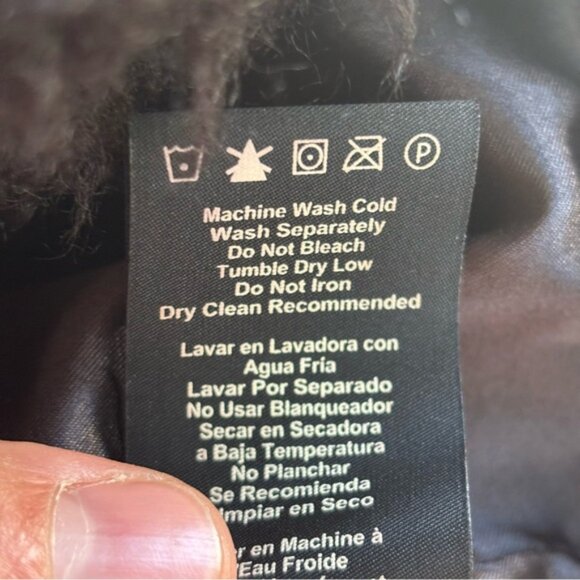 P
Machine Wash Cold
Wash Separately
Do Not Bleach
Tumble Dry Low
Do Not Iron
Dry Clean Recommended
Lavar en Lavadora con
Agua Fría
Lavar Por Separado
No Usar Blanqueador
Secar en Secadora
a Baja Temperatura
No Planchar
Se Recomienda
en Seco
en Machine à
Eau Froide